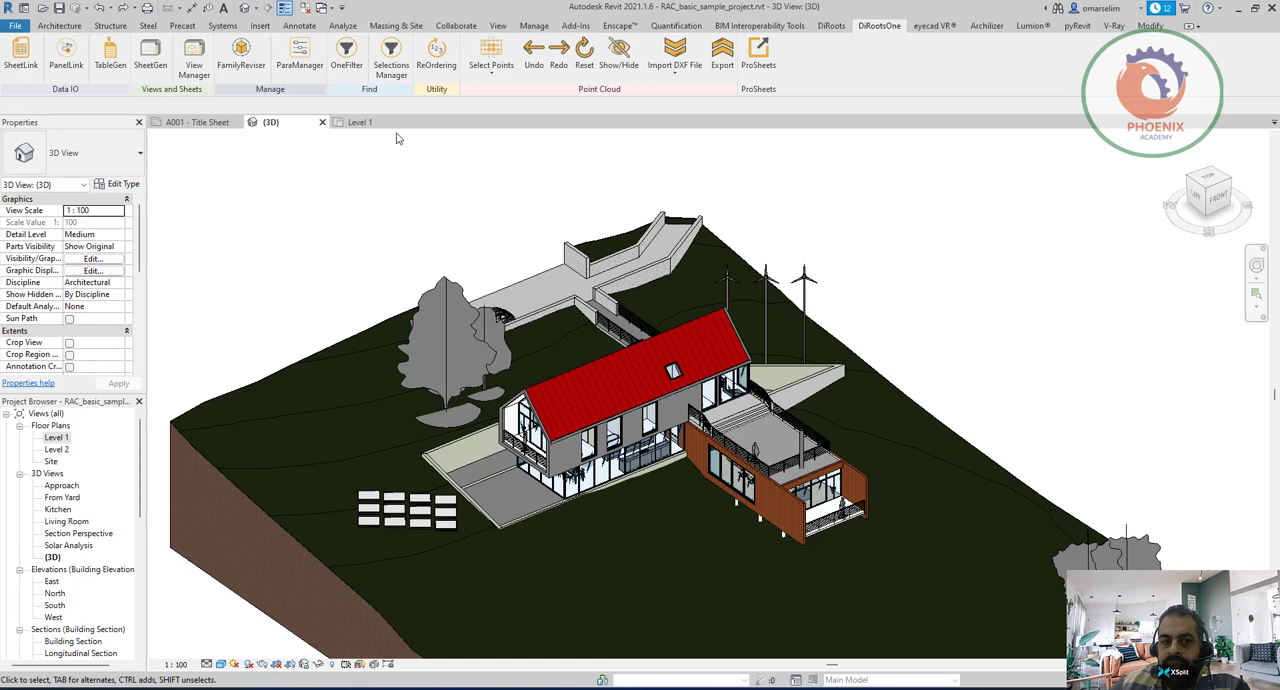 Autodesk Revit 2021.1.6 - RAC_basic_sample_project.rvt - 3D View: {3D}
omarselim
12
File Architecture Structure Steel Precast Systems Insert Annotate Analyze Massing & Site Collaborate View Manage Add-Ins Enscape™ Quantification BIM Interoperability Tools DiRoots DiRootsOne eyecad VR® Archilizer Lumion® pyRevit V-Ray Modify
SheetLink PanelLink TableGen SheetGen View Manager FamilyReviser ParaManager OneFilter Selections Manager ReOrdering Select Points Undo Redo Reset Show/Hide Import DXF File Export ProSheets
Data IO Views and Sheets Manage Find Utility Point Cloud ProSheets
PHOENIX
ACADEMY
Properties
A001 - Title Sheet
{3D}
Level 1
3D View
3D View: {3D} Edit Type
Graphics
View Scale 1 : 100
Scale Value 1: 100
Detail Level Medium
Parts Visibility Show Original
Visibility/Grap... Edit...
Graphic Displ... Edit...
Discipline Architectural
Show Hidden ... By Discipline
Default Analy... None
Sun Path
Extents
Crop View
Crop Region ...
Annotation Cr...
Properties help Apply
Project Browser - RAC_basic_sampl...
Views (all)
Floor Plans
Level 1
Level 2
Site
3D Views
Approach
From Yard
Kitchen
Living Room
Section Perspective
Solar Analysis
{3D}
Elevations (Building Elevation
East
North
South
West
Sections (Building Section)
Building Section
Longitudinal Section
TOP
FRONT
S
1 : 100
Click to select, TAB for alternates, CTRL adds, SHIFT unselects.
:0
Main Model
XSplit